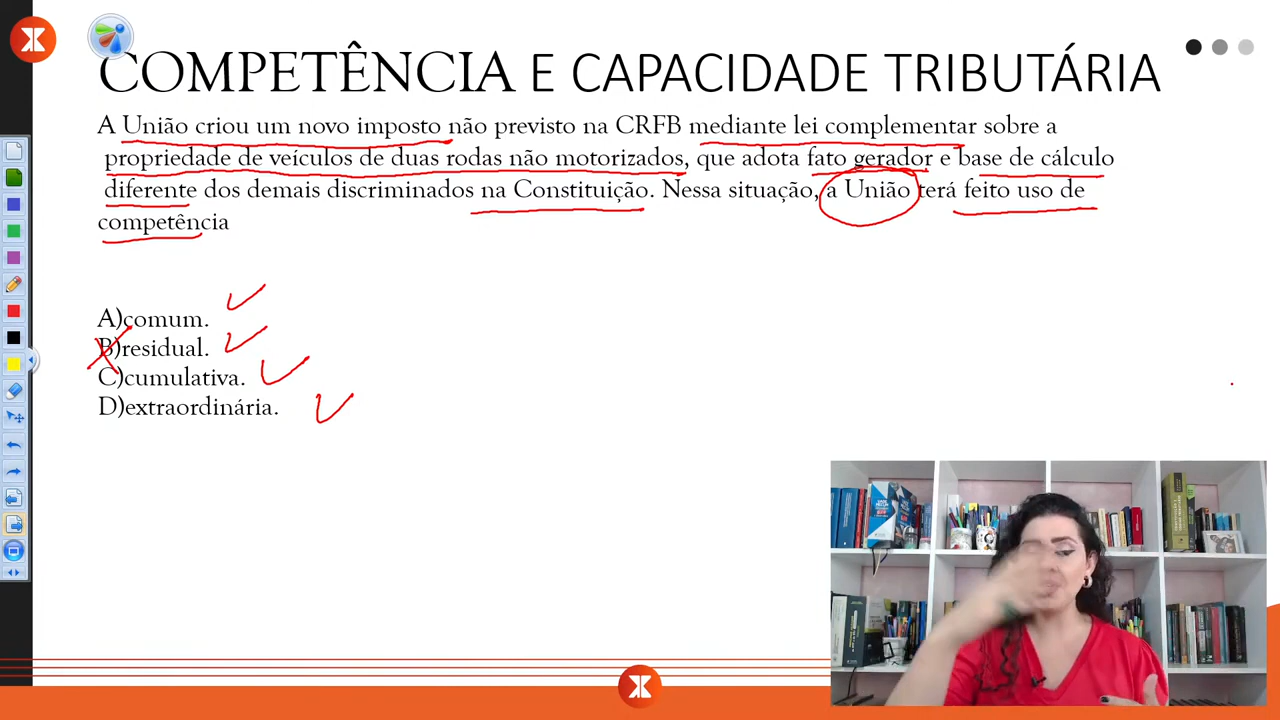 COMPETÊNCIA E CAPACIDADE TRIBUTÁRIA
A União criou um novo imposto não previsto na CRFB mediante lei complementar sobre a
propriedade de veículos de duas rodas não motorizados, que adota fato gerador e base de cálculo
diferente dos demais discriminados na Constituição. Nessa situação, a União terá feito uso de
competência
A)comum.
B)residual.
C)cumulativa.
D)extraordinária.